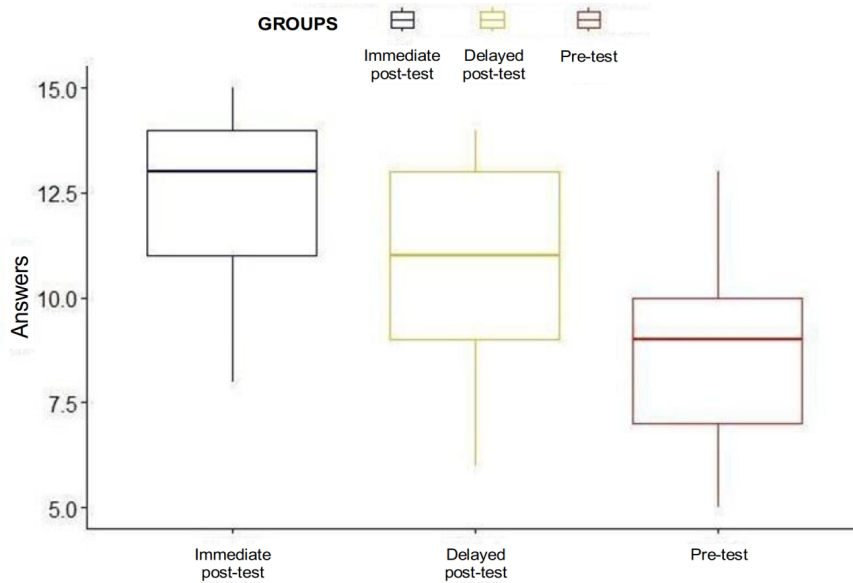 GROUPS
Immediate
post-test
Delayed
post-test
Pre-test
15.0
12.5
10.0
7.5
5.0
Answers
Immediate
post-test
Delayed
post-test
Pre-test